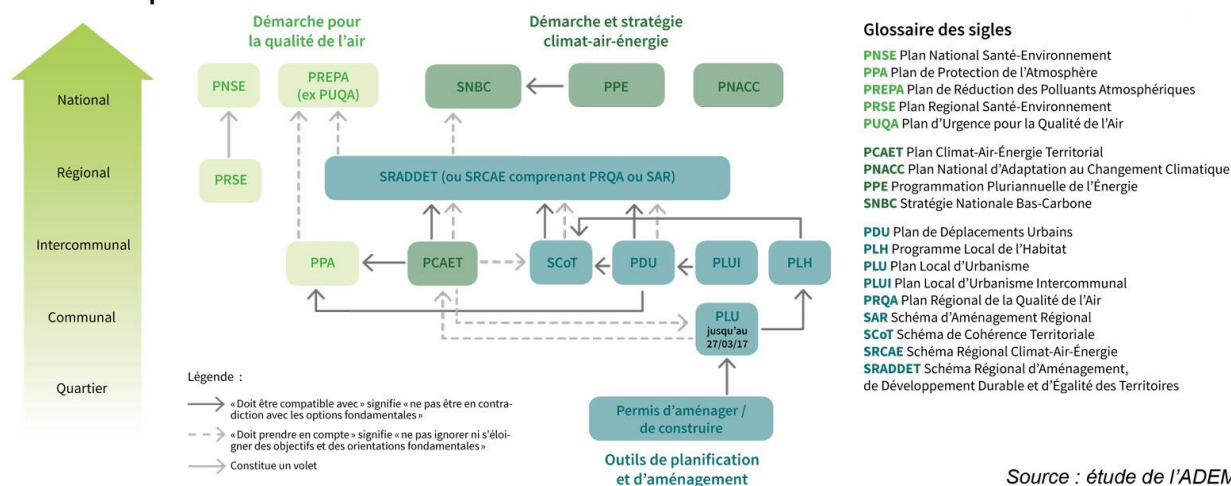 Démarche pour
la qualité de l'air
Démarche et stratégie
climat-air-énergie
National
Régional
Intercommunal
Communal
Quartier
PNSE
PREPA
(ex PUQA)
SNBC
PPE
PNACC
PRSE
SRADDET (ou SRCAE comprenant PRQA ou SAR)
PPA
PCAET
SCoT
PDU
PLUI
PLH
PLU
jusqu'au
27/03/17
Permis d'aménager /
de construire
Outils de planification
et d'aménagement
Légende :
« Doit être compatible avec » signifie « ne pas être en contra-
diction avec les options fondamentales »
« Doit prendre en compte » signifie « ne pas ignorer ni s'éloi-
gner des objectifs et des orientations fondamentales »
Constitue un volet
Glossaire des sigles
PNSE Plan National Santé-Environnement
PPA Plan de Protection de l'Atmosphère
PREPA Plan de Réduction des Polluants Atmosphériques
PRSE Plan Regional Santé-Environnement
PUQA Plan d'Urgence pour la Qualité de l'Air
PCAET Plan Climat-Air-Énergie Territorial
PNACC Plan National d'Adaptation au Changement Climatique
PPE Programmation Pluriannuelle de l'Énergie
SNBC Stratégie Nationale Bas-Carbone
PDU Plan de Déplacements Urbains
PLH Programme Local de l'Habitat
PLU Plan Local d'Urbanisme
PLUI Plan Local d'Urbanisme Intercommunal
PRQA Plan Régional de la Qualité de l'Air
SAR Schéma d'Aménagement Régional
SCoT Schéma de Cohérence Territoriale
SRCAE Schéma Régional Climat-Air-Énergie
SRADDET Schéma Régional d'Aménagement,
de Développement Durable et d'Égalité des Territoires
Source : étude de l'ADEM